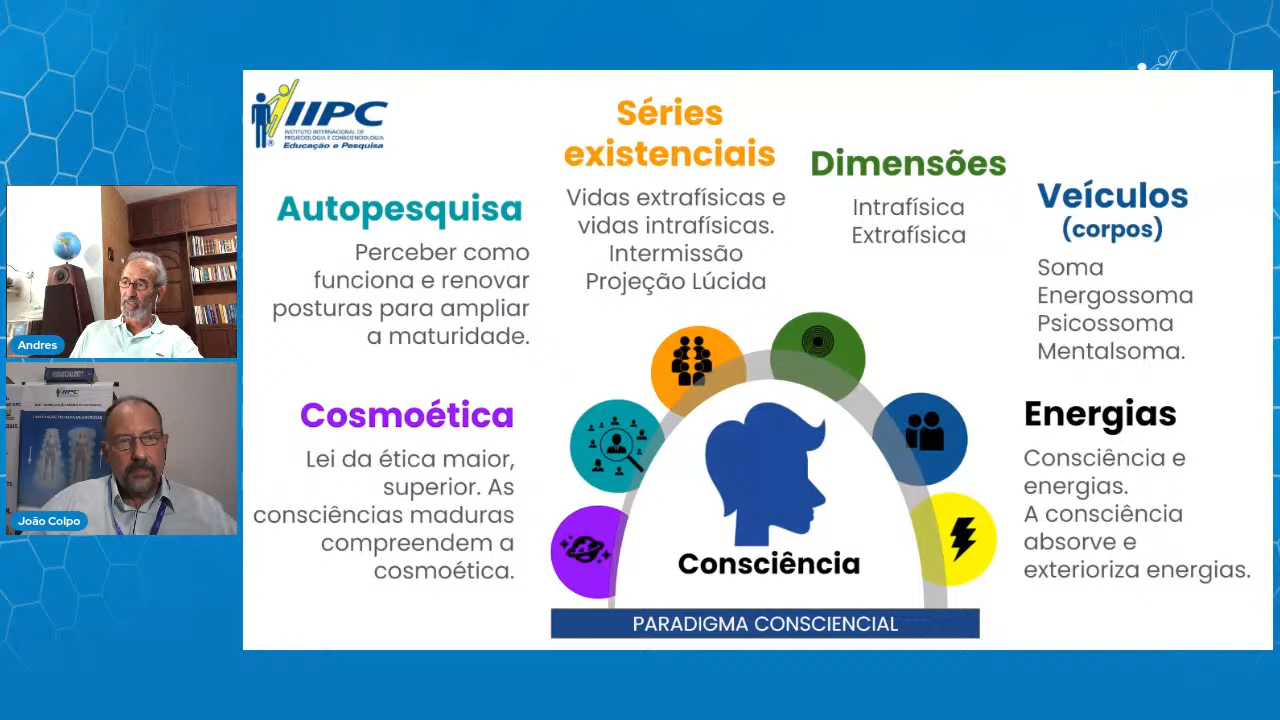 IIPC
INSTITUTO INTERNACIONAL DE
PROJECIOLOGIA E CONSCIENCIOLOGIA
Educação e Pesquisa
Séries
existenciais
Vidas extrafísicas e
vidas intrafísicas.
Intermissão
Projeção Lúcida
Dimensões
Intrafísica
Extrafísica
Veículos
(corpos)
Soma
Energossoma
Psicossoma
Mentalsoma.
Autopesquisa
Perceber como
funciona e renovar
posturas para ampliar
a maturidade.
Cosmoética
Lei da ética maior,
superior. As
consciências maduras
compreendem a
cosmoética.
Energias
Consciência e
energias.
A consciência
absorve e
exterioriza energias.
Consciência
PARADIGMA CONSCIENCIAL
Andres
IIPC
João Colpo